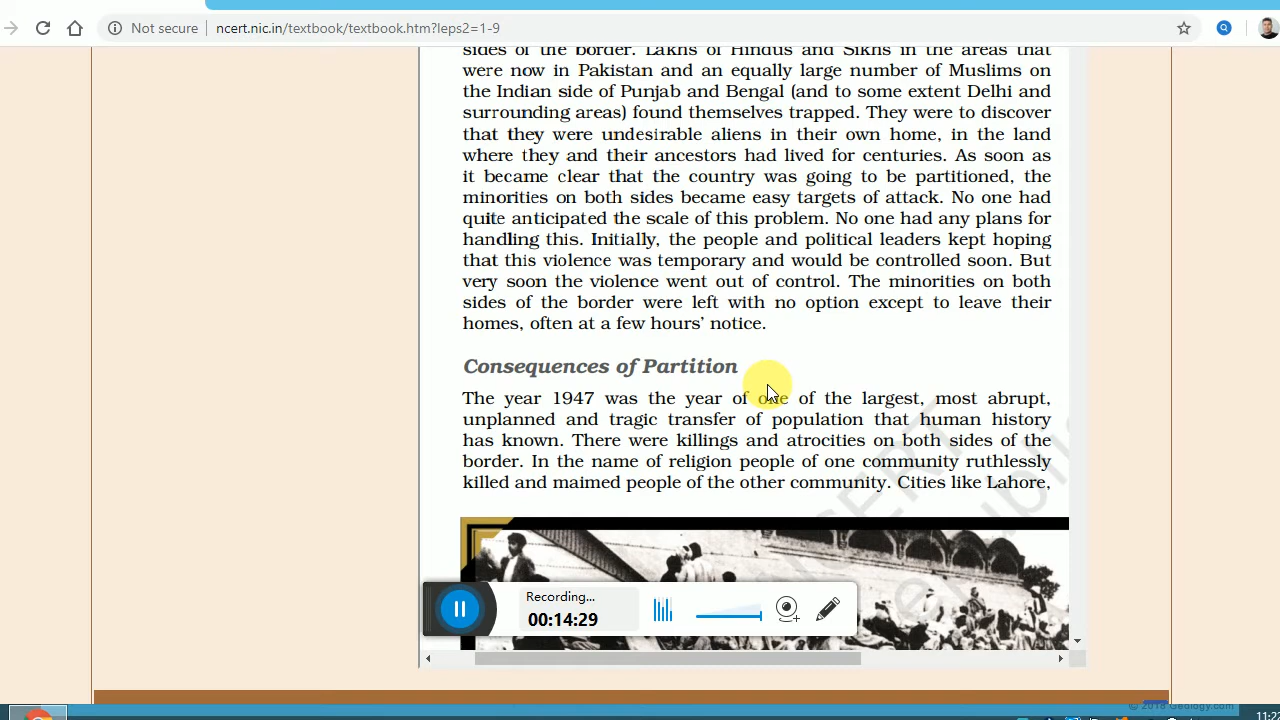 Not secure
ncert.nic.in/textbook/textbook.htm?leps2=1-9
sides of the border. Lakhs of Hindus and Sikhs in the areas that
were now in Pakistan and an equally large number of Muslims on
the Indian side of Punjab and Bengal (and to some extent Delhi and
surrounding areas) found themselves trapped. They were to discover
that they were undesirable aliens in their own home, in the land
where they and their ancestors had lived for centuries. As soon as
it became clear that the country was going to be partitioned, the
minorities on both sides became easy targets of attack. No one had
quite anticipated the scale of this problem. No one had any plans for
handling this. Initially, the people and political leaders kept hoping
that this violence was temporary and would be controlled soon. But
very soon the violence went out of control. The minorities on both
sides of the border were left with no option except to leave their
homes, often at a few hours' notice.
Consequences of Partition
The year 1947 was the year of one of the largest, most abrupt,
unplanned and tragic transfer of population that human history
has known. There were killings and atrocities on both sides of the
border. In the name of religion people of one community ruthlessly
killed and maimed people of the other community. Cities like Lahore,
NCERT
Recording...
00:14:29
© 2018 Geology.com